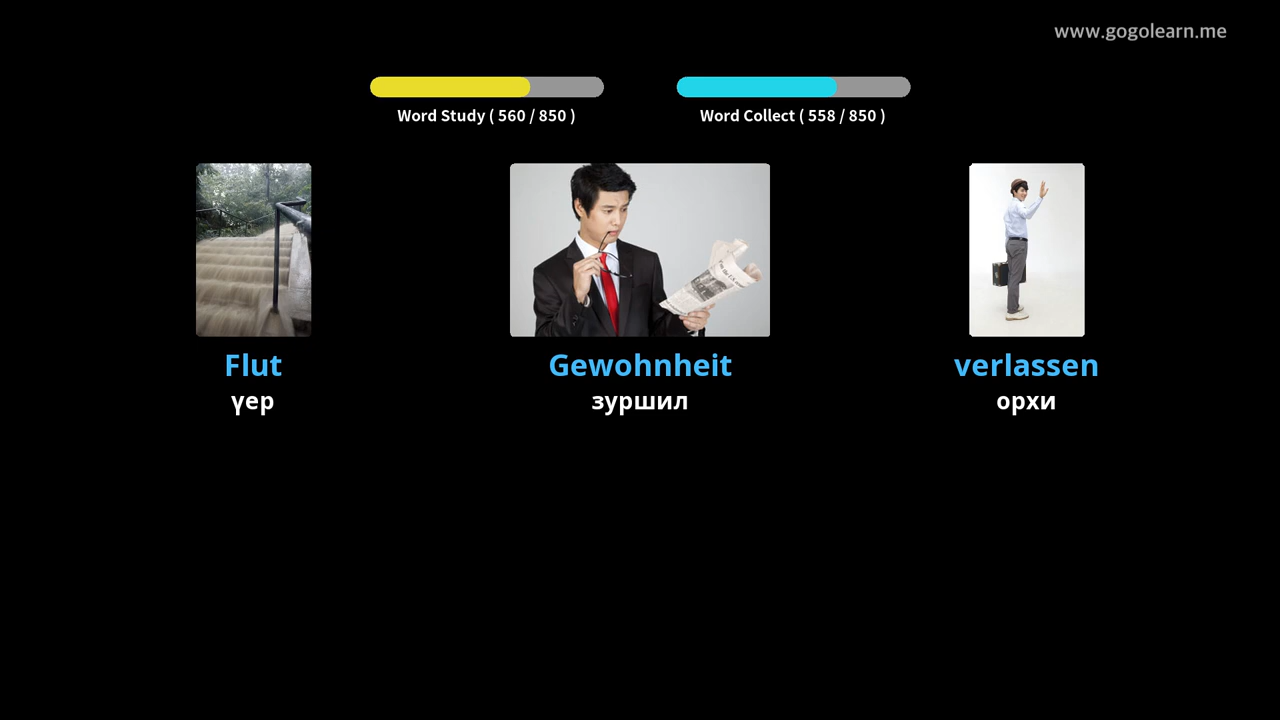 www.gogolearn.me
Word Study ( 560 / 850 )
Word Collect ( 558 / 850 )
Flut
үер
Gewohnheit
зуршил
verlassen
орхи